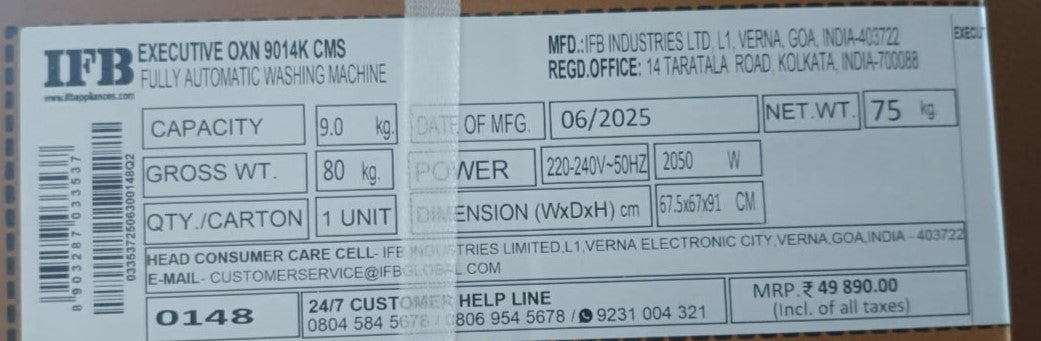 IFB EXECUTIVE OXN 9014K CMS
FULLY AUTOMATIC WASHING MACHINE
www.ifbappliances.com
MFD.:IFB INDUSTRIES LTD, L1, VERNA, GOA, INDIA-403722
REGD.OFFICE: 14 TARATALA ROAD, KOLKATA, INDIA-700088
EXECU
CAPACITY 9.0 kg. DATE OF MFG. 06/2025 NET.WT. 75 kg.
GROSS WT. 80 kg. POWER 220-240V~50HZ 2050 W
QTY./CARTON 1 UNIT DIMENSION (WxDxH) cm 67.5x67x91 CM
HEAD CONSUMER CARE CELL- IFB INDUSTRIES LIMITED,L1,VERNA ELECTRONIC CITY,VERNA,GOA,INDIA - 403722
E-MAIL- CUSTOMERSERVICE@IFBGLOBAL.COM
0148
24/7 CUSTOMER HELP LINE
0804 584 5678 / 0806 954 5678 / 9231 004 321
MRP.₹ 49 890.00
(Incl. of all taxes)
8 903287 033537
0335372506300148Q2